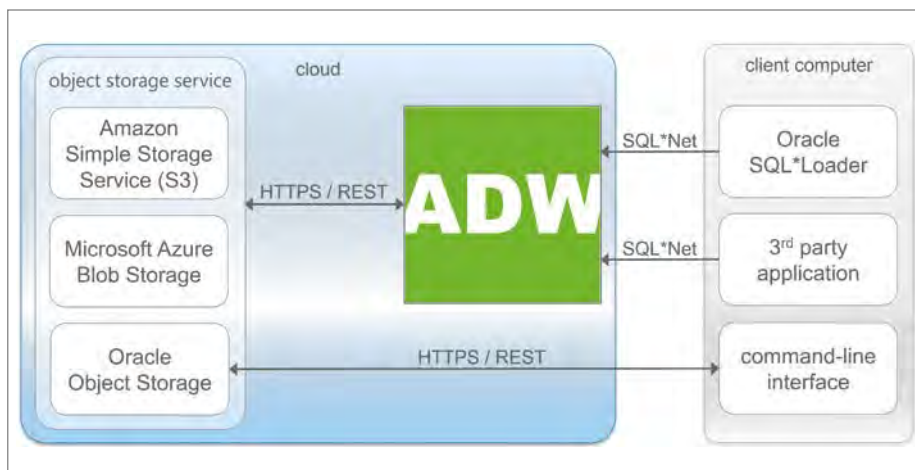 cloud
object storage service
Amazon
Simple Storage
Service (S3)
Microsoft Azure
Blob Storage
Oracle
Object Storage
HTTPS / REST
ADW
SQL*Net
SQL*Net
HTTPS / REST
client computer
Oracle
SQL*Loader
3rd party
application
command-line
interface